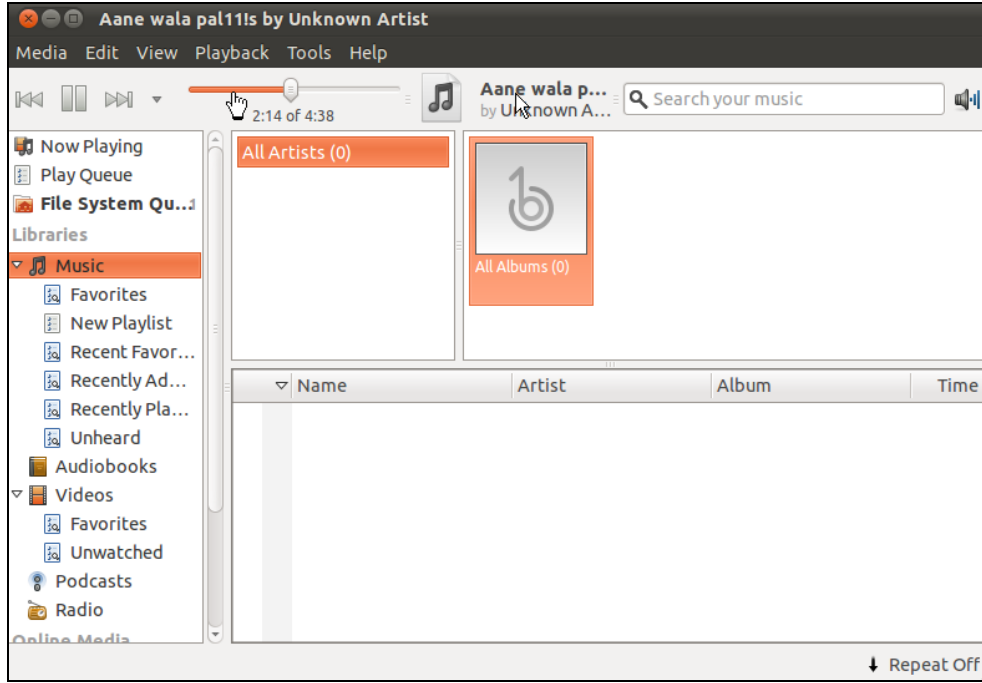 Aane wala pal11!s by Unknown Artist
Media Edit View Playback Tools Help
Aane wala p...
by Unknown A...
Search your music
2:14 of 4:38
Now Playing
Play Queue
File System Qu...
Libraries
Music
Favorites
New Playlist
Recent Favor...
Recently Ad...
Recently Pla...
Unheard
Audiobooks
Videos
Favorites
Unwatched
Podcasts
Radio
Online Media
All Artists (0)
All Albums (0)
Name Artist Album Time
Repeat Off